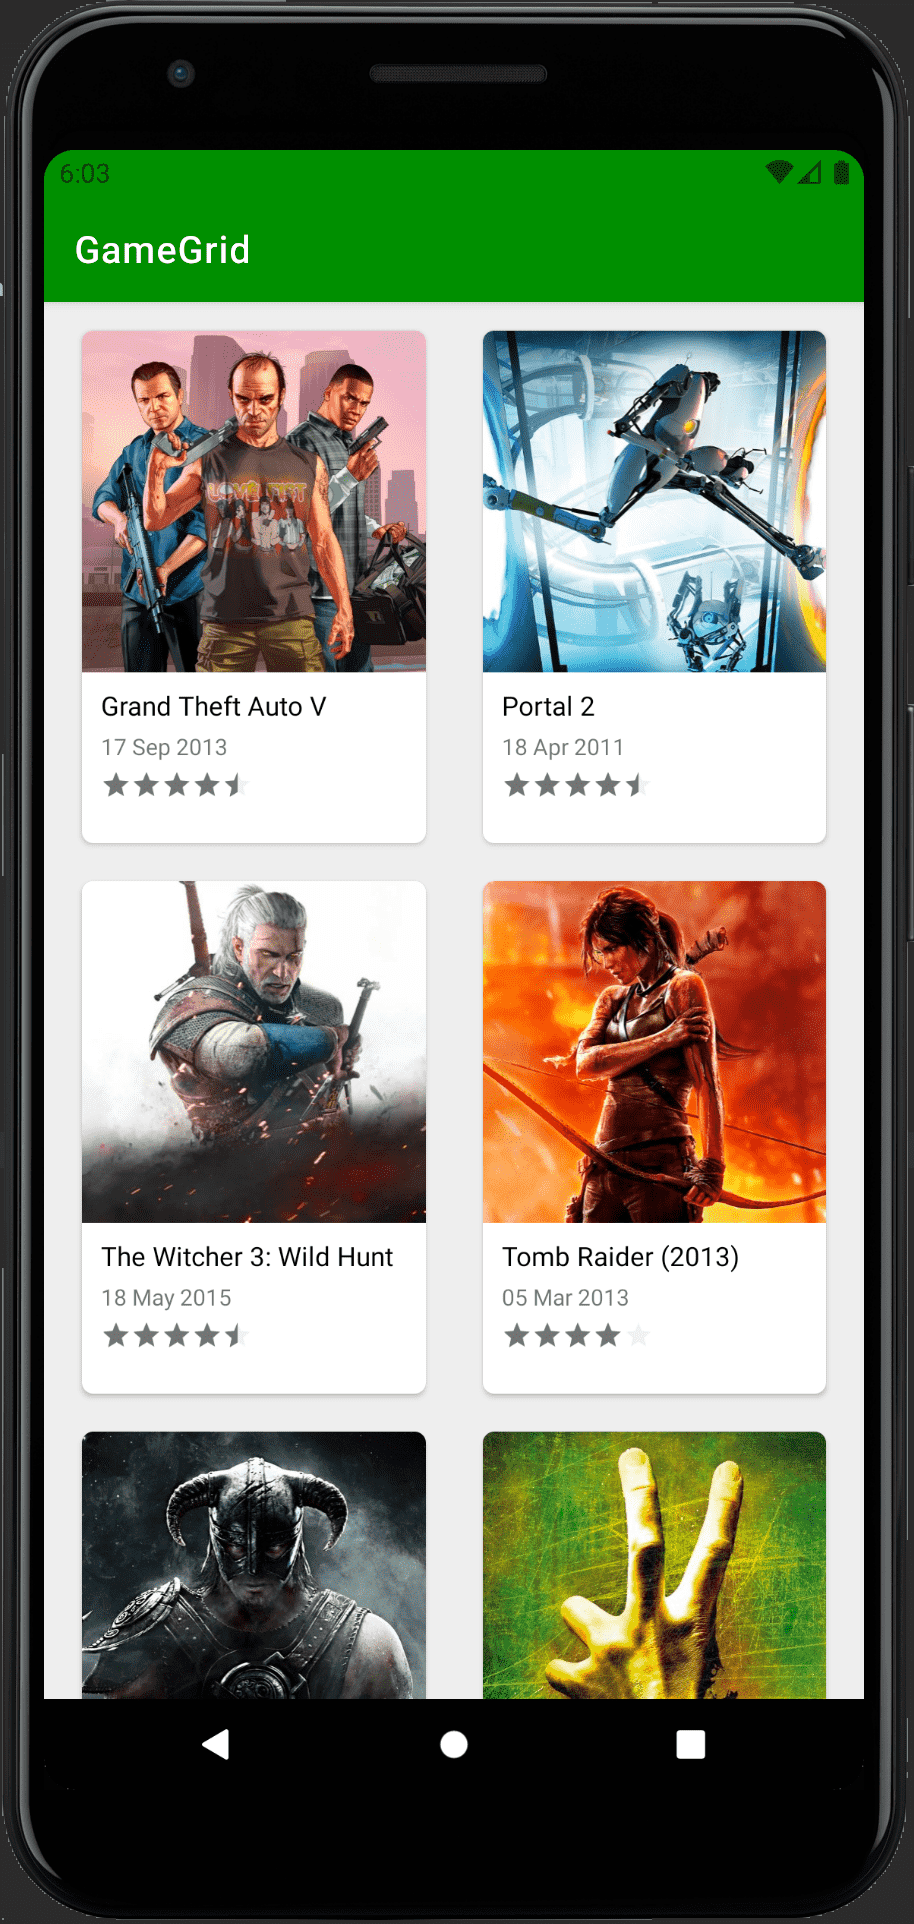 6:03
GameGrid
Grand Theft Auto V
17 Sep 2013
Portal 2
18 Apr 2011
The Witcher 3: Wild Hunt
18 May 2015
Tomb Raider (2013)
05 Mar 2013